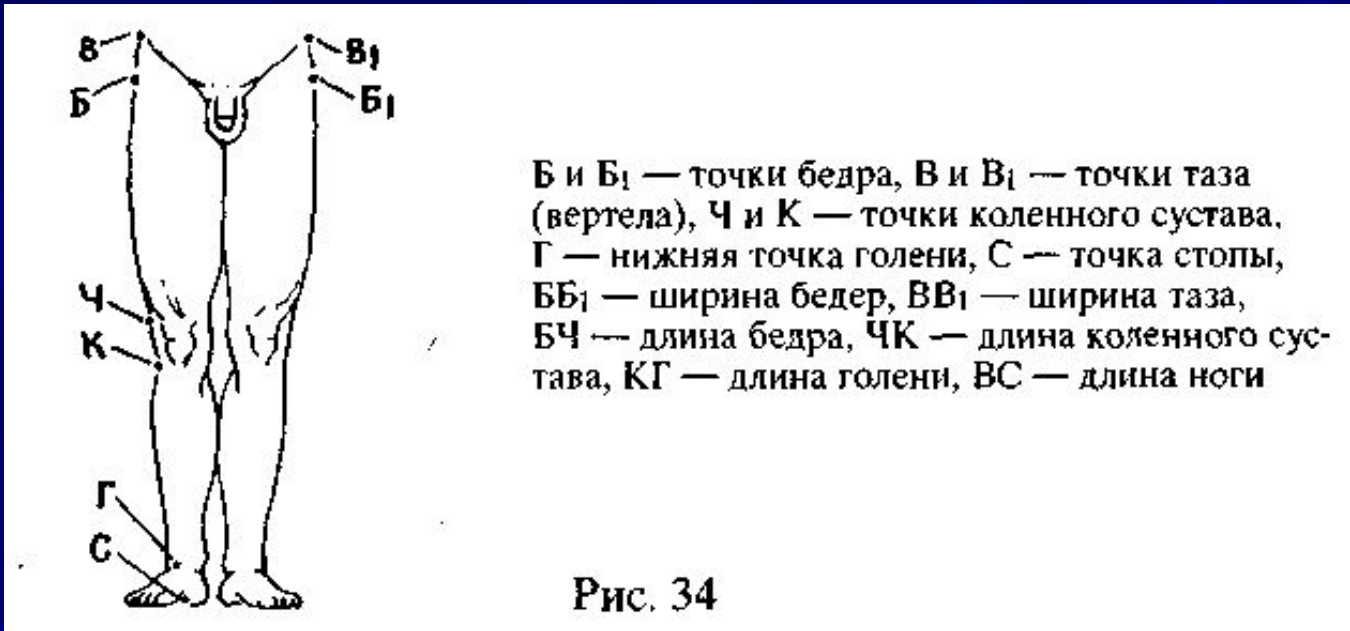 В
В₁
Б
Б₁
Ч
К
Г
С
Б и Б₁ — точки бедра, В и В₁ — точки таза
(вертела), Ч и К — точки коленного сустава,
Г — нижняя точка голени, С — точка стопы,
ББ₁ — ширина бедер, ВВ₁ — ширина таза,
БЧ — длина бедра, ЧК — длина коленного сус-
тава, КГ — длина голени, ВС — длина ноги
Рис. 34